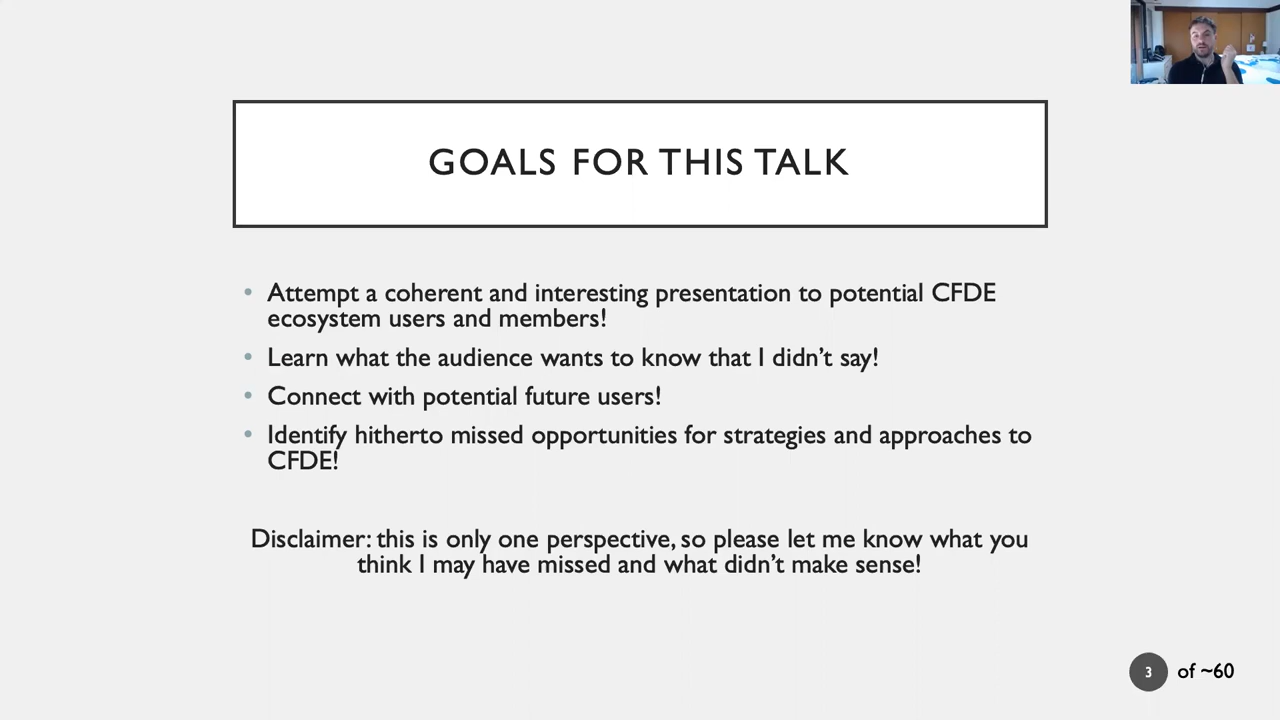 GOALS FOR THIS TALK
• Attempt a coherent and interesting presentation to potential CFDE
ecosystem users and members!
• Learn what the audience wants to know that I didn’t say!
• Connect with potential future users!
• Identify hitherto missed opportunities for strategies and approaches to
CFDE!
Disclaimer: this is only one perspective, so please let me know what you
think I may have missed and what didn’t make sense!
3 of ~60